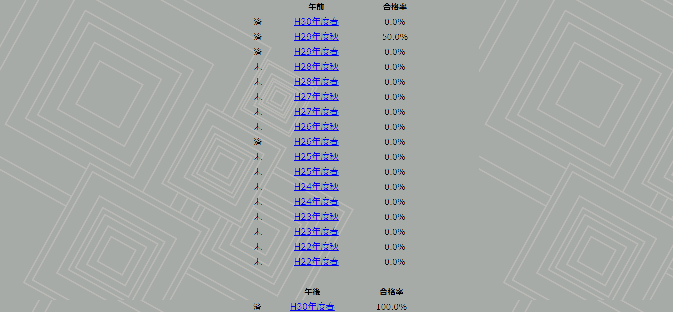 午前 合格率
済 H30年度春 0.0%
済 H29年度秋 50.0%
済 H29年度春 0.0%
未 H28年度秋 0.0%
未 H28年度春 0.0%
未 H27年度秋 0.0%
未 H27年度春 0.0%
未 H26年度秋 0.0%
済 H26年度春 0.0%
未 H25年度秋 0.0%
未 H25年度春 0.0%
未 H24年度秋 0.0%
未 H24年度春 0.0%
未 H23年度秋 0.0%
未 H23年度春 0.0%
未 H22年度秋 0.0%
未 H22年度春 0.0%
午後 合格率
済 H30年度春 100.0%